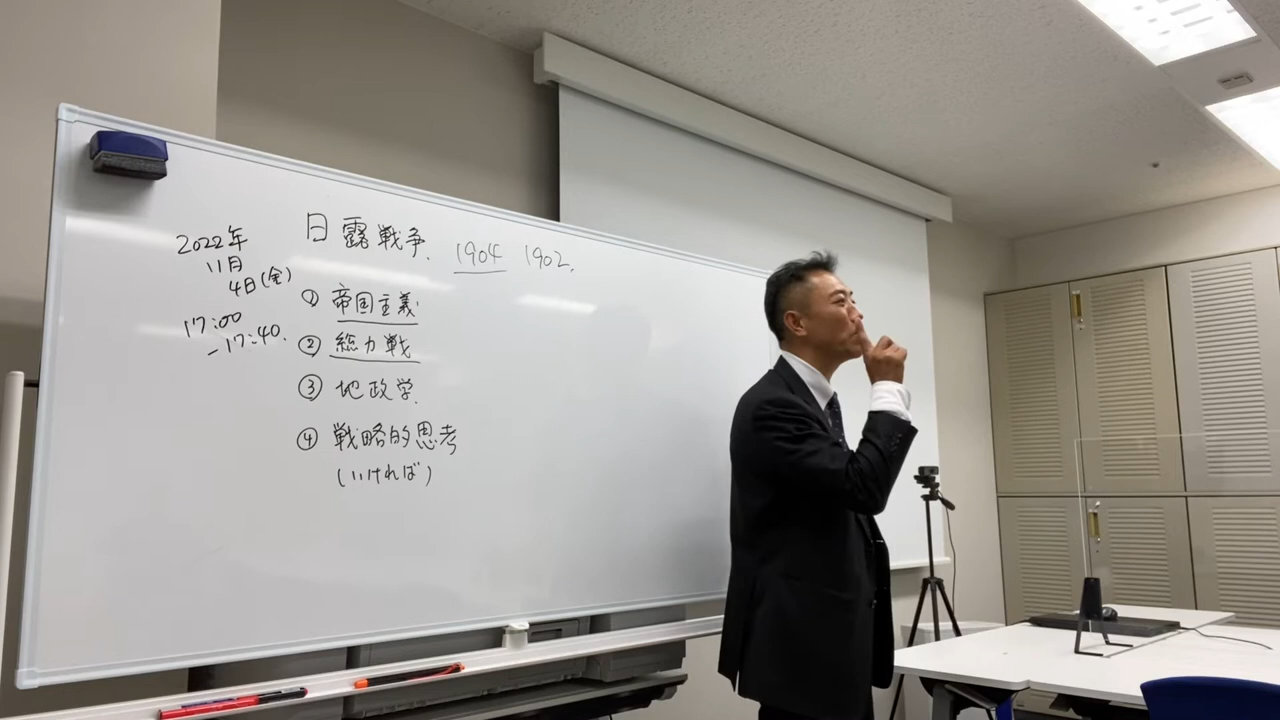 2022年
11月
4日(金)
17:00
-17:40.
日露戦争. 1904 1902.
① 帝国主義
② 総力戦
③ 地政学.
④ 戦略的思考
(いければ)